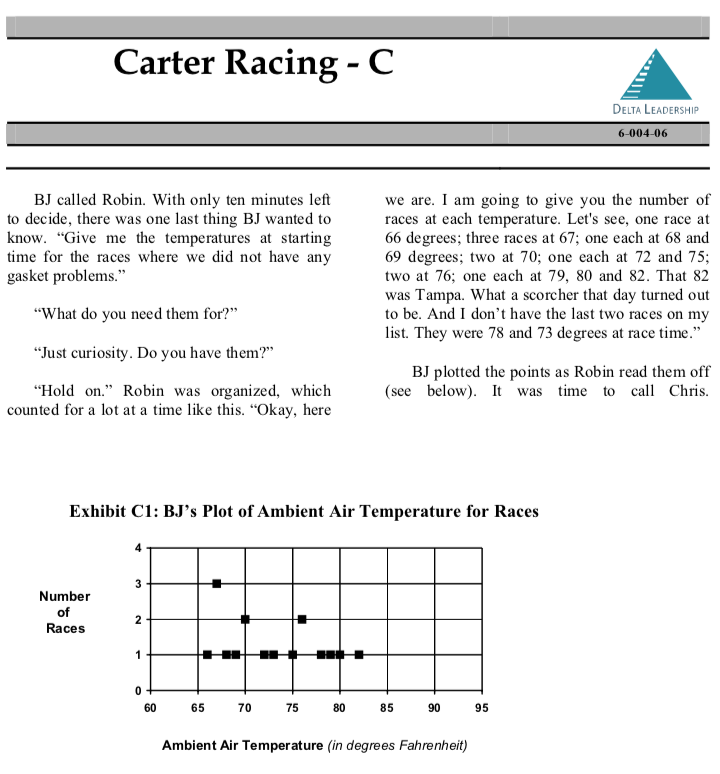 Carter Racing - C
DELTA LEADERSHIP
6-004-06
BJ called Robin. With only ten minutes left
to decide, there was one last thing BJ wanted to
know. “Give me the temperatures at starting
time for the races where we did not have any
gasket problems.”
“What do you need them for?”
“Just curiosity. Do you have them?”
“Hold on.” Robin was organized, which
counted for a lot at a time like this. “Okay, here
we are. I am going to give you the number of
races at each temperature. Let's see, one race at
66 degrees; three races at 67; one each at 68 and
69 degrees; two at 70; one each at 72 and 75;
two at 76; one each at 79, 80 and 82. That 82
was Tampa. What a scorcher that day turned out
to be. And I don’t have the last two races on my
list. They were 78 and 73 degrees at race time.”
BJ plotted the points as Robin read them off
(see below). It was time to call Chris.
Exhibit C1: BJ’s Plot of Ambient Air Temperature for Races
Number
of
Races
4
3
2
1
0
60 65 70 75 80 85 90 95
Ambient Air Temperature (in degrees Fahrenheit)